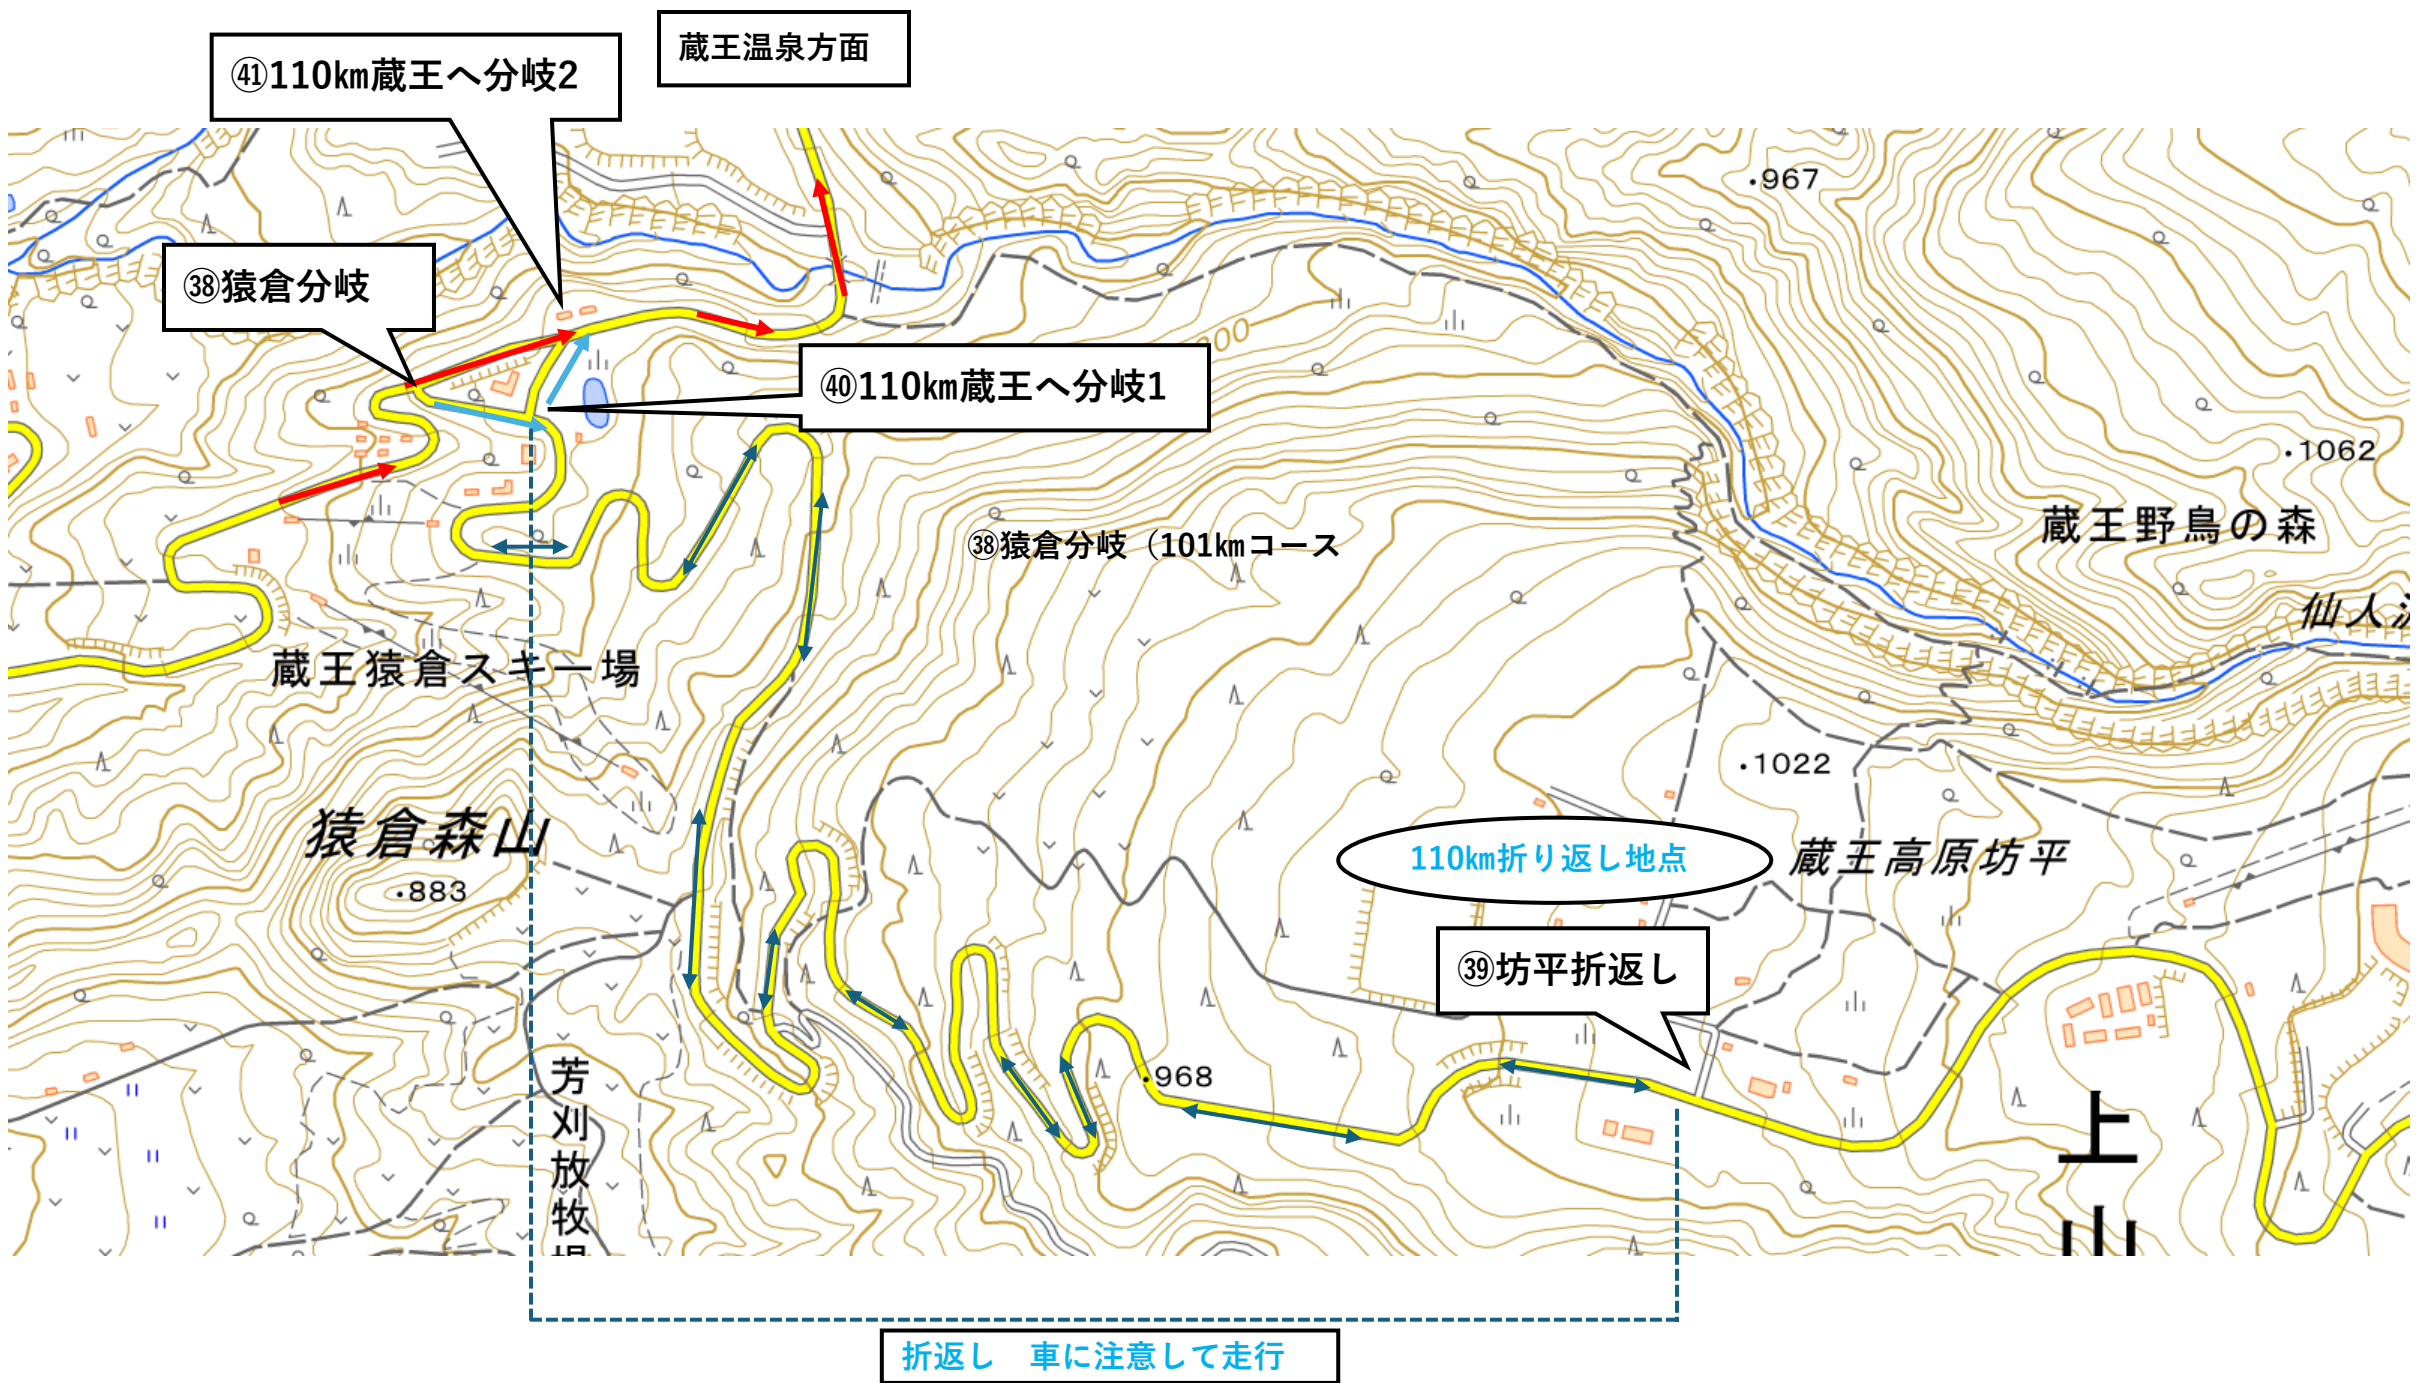 蔵王温泉方面
㊶110㎞蔵王へ分岐2
・967
㊳猿倉分岐
㊵110㎞蔵王へ分岐1
・1062
蔵王野鳥の森
㊳猿倉分岐（101㎞コース
蔵王猿倉スキー場
・1022
猿倉森山
・883
110㎞折り返し地点
蔵王高原坊平
㊴坊平折返し
・968
芳刈放牧場
上山
折返し　車に注意して走行